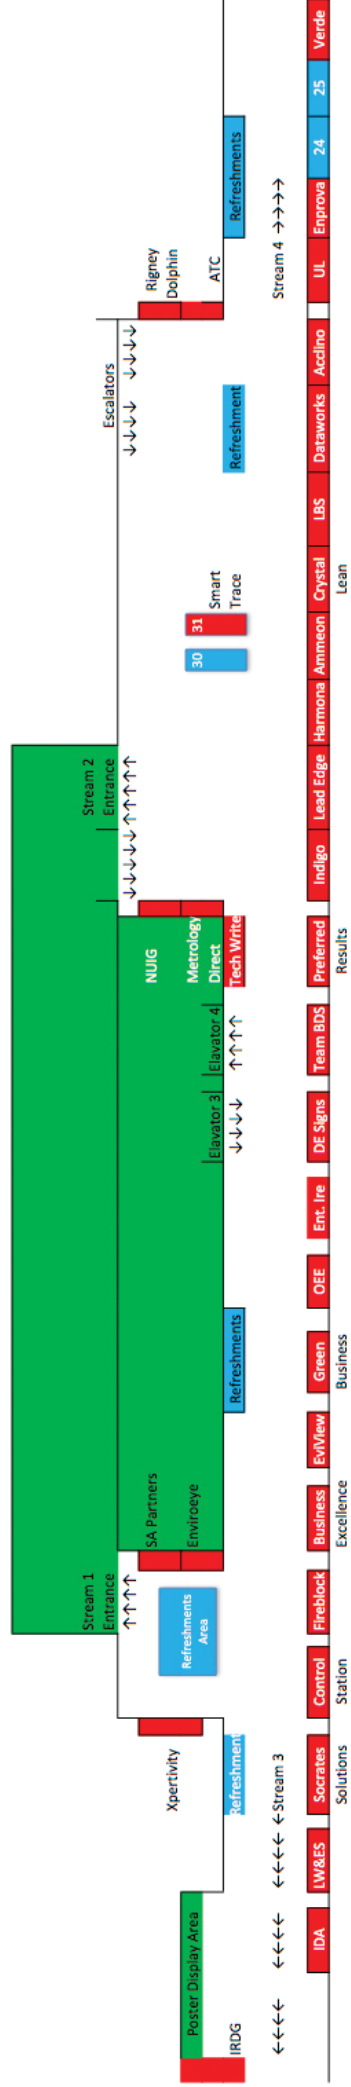 Stream 1
Entrance
↑↑↑↑
Stream 2
Entrance
↓↓↓↓↓↓ ↑↑↑↑↑↑
Escalators
↓↓↓↓ ↓↓↓↓
Poster Display Area
IRDG
Xpertivity
Refreshment
Refreshments
Area
SA Partners
Enviroeye
Refreshments
Elavator 3
↓↓↓↓
Elavator 4
↑↑↑↑
NUIG
Metrology
Direct
Tech Write
30
31
Smart
Trace
Refreshment
Rigney
Dolphin
ATC
Refreshments
←←←← ←←←← ←←←← ←Stream 3
Stream 4 →→→→
IDA
LW&ES
Socrates
Solutions
Control
Station
Fireblock
Business
Excellence
EviView
Green
Business
OEE
Ent. Ire
DE Signs
Team BDS
Preferred
Results
Indigo
Lead Edge
Harmona
Ammeon
Crystal
Lean
LBS
Dataworks
Acclino
UL
Enprova
24
25
Verde